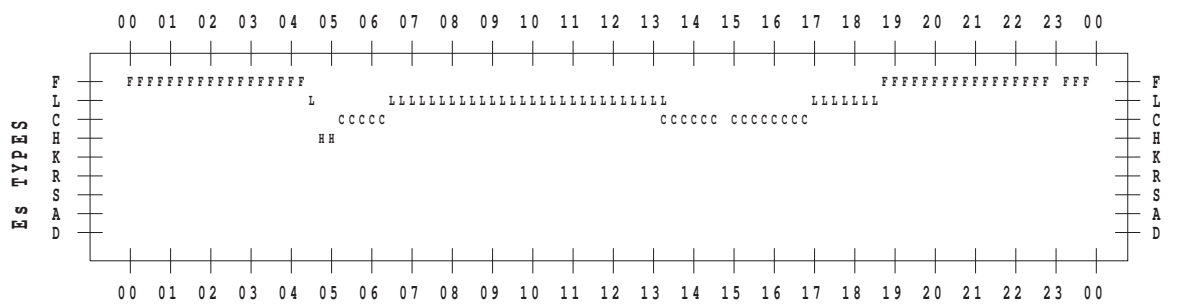 00 01 02 03 04 05 06 07 08 09 10 11 12 13 14 15 16 17 18 19 20 21 22 23 00
F FFFFFFFFFFFFFFFFFF FFFFFFFFFFFFFFFFF FFF F
L L LLLLLLLLLLLLLLLLLLLLLLLLLLLL LLLLLLL L
C CCCCC CCCCCC CCCCCCCC C
H HH H
K K
R R
S S
A A
D D
Es TYPES
00 01 02 03 04 05 06 07 08 09 10 11 12 13 14 15 16 17 18 19 20 21 22 23 00